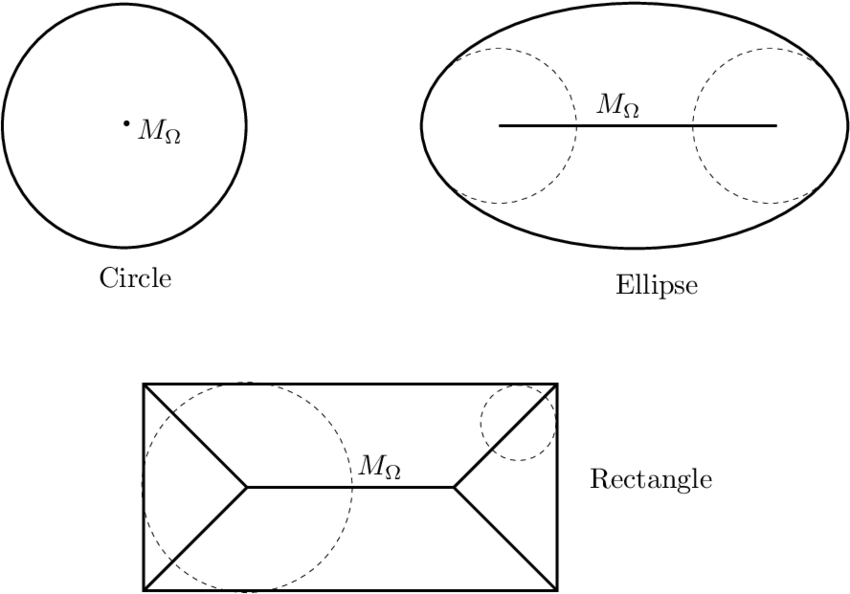 M_Ω
M_Ω
Circle
Ellipse
M_Ω
Rectangle